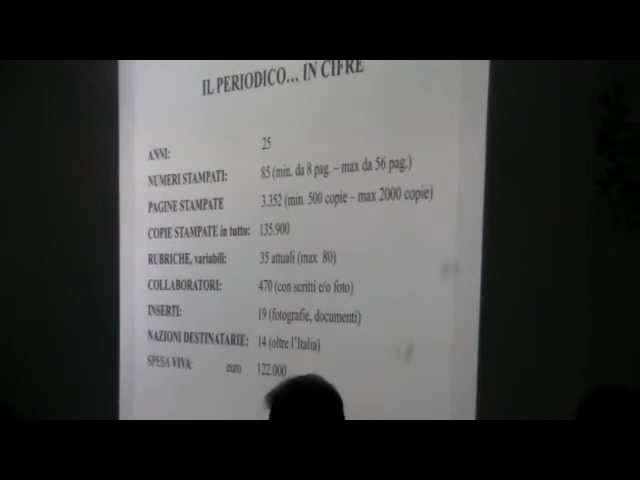 IL PERIODICO... IN CIFRE
ANNI: 25
NUMERI STAMPATI: 85 (min. da 8 pag. – max da 56 pag.)
PAGINE STAMPATE 3.352 (min. 500 copie – max 2000 copie)
COPIE STAMPATE in tutto: 135.900
RUBRICHE, variabili: 35 attuali (max 80)
COLLABORATORI: 470 (con scritti e/o foto)
INSERTI: 19 (fotografie, documenti)
NAZIONI DESTINATARIE: 14 (oltre l'Italia)
SPESA VIVA: euro 122.000